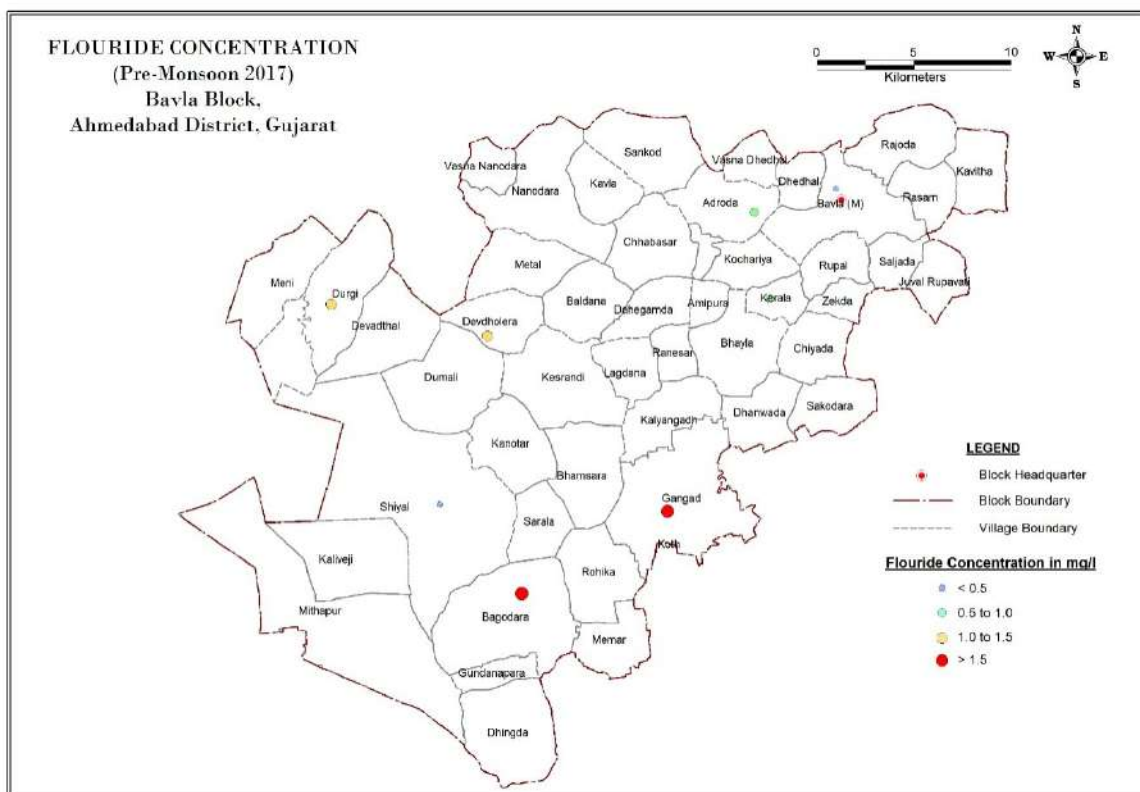 FLOURIDE CONCENTRATION
(Pre-Monsoon 2017)
Bavla Block,
Ahmedabad District, Gujarat
0 5 10
Kilometers
N
W E
S
Rajoda
Sankod
Vasna Dhedhal
Vasna Nanodara
Dhedhal
Kavitha
Kavla
Nanodara
Rasam
Adroda
Bavla (M)
Chhabasar
Kochariya
Metal
Rupal
Saljada
Meni
Juval Rupavati
Durgi
Baldana
Dahegamda
Amipura
Kerala
Zekda
Devadthal
Devdholera
Bhayla
Chiyada
Ranesar
Dumali
Kesrandi
Lagdana
Sakodara
Dhanwada
Kalyangadh
Kanotar
Bhamsara
Gangad
Shiyal
Sarala
Koth
Kaliveji
Rohika
Mithapur
Bagodara
Memar
Gundanapara
Dhingda
LEGEND
Block Headquarter
Block Boundary
Village Boundary
Flouride Concentration in mg/l
< 0.5
0.5 to 1.0
1.0 to 1.5
> 1.5